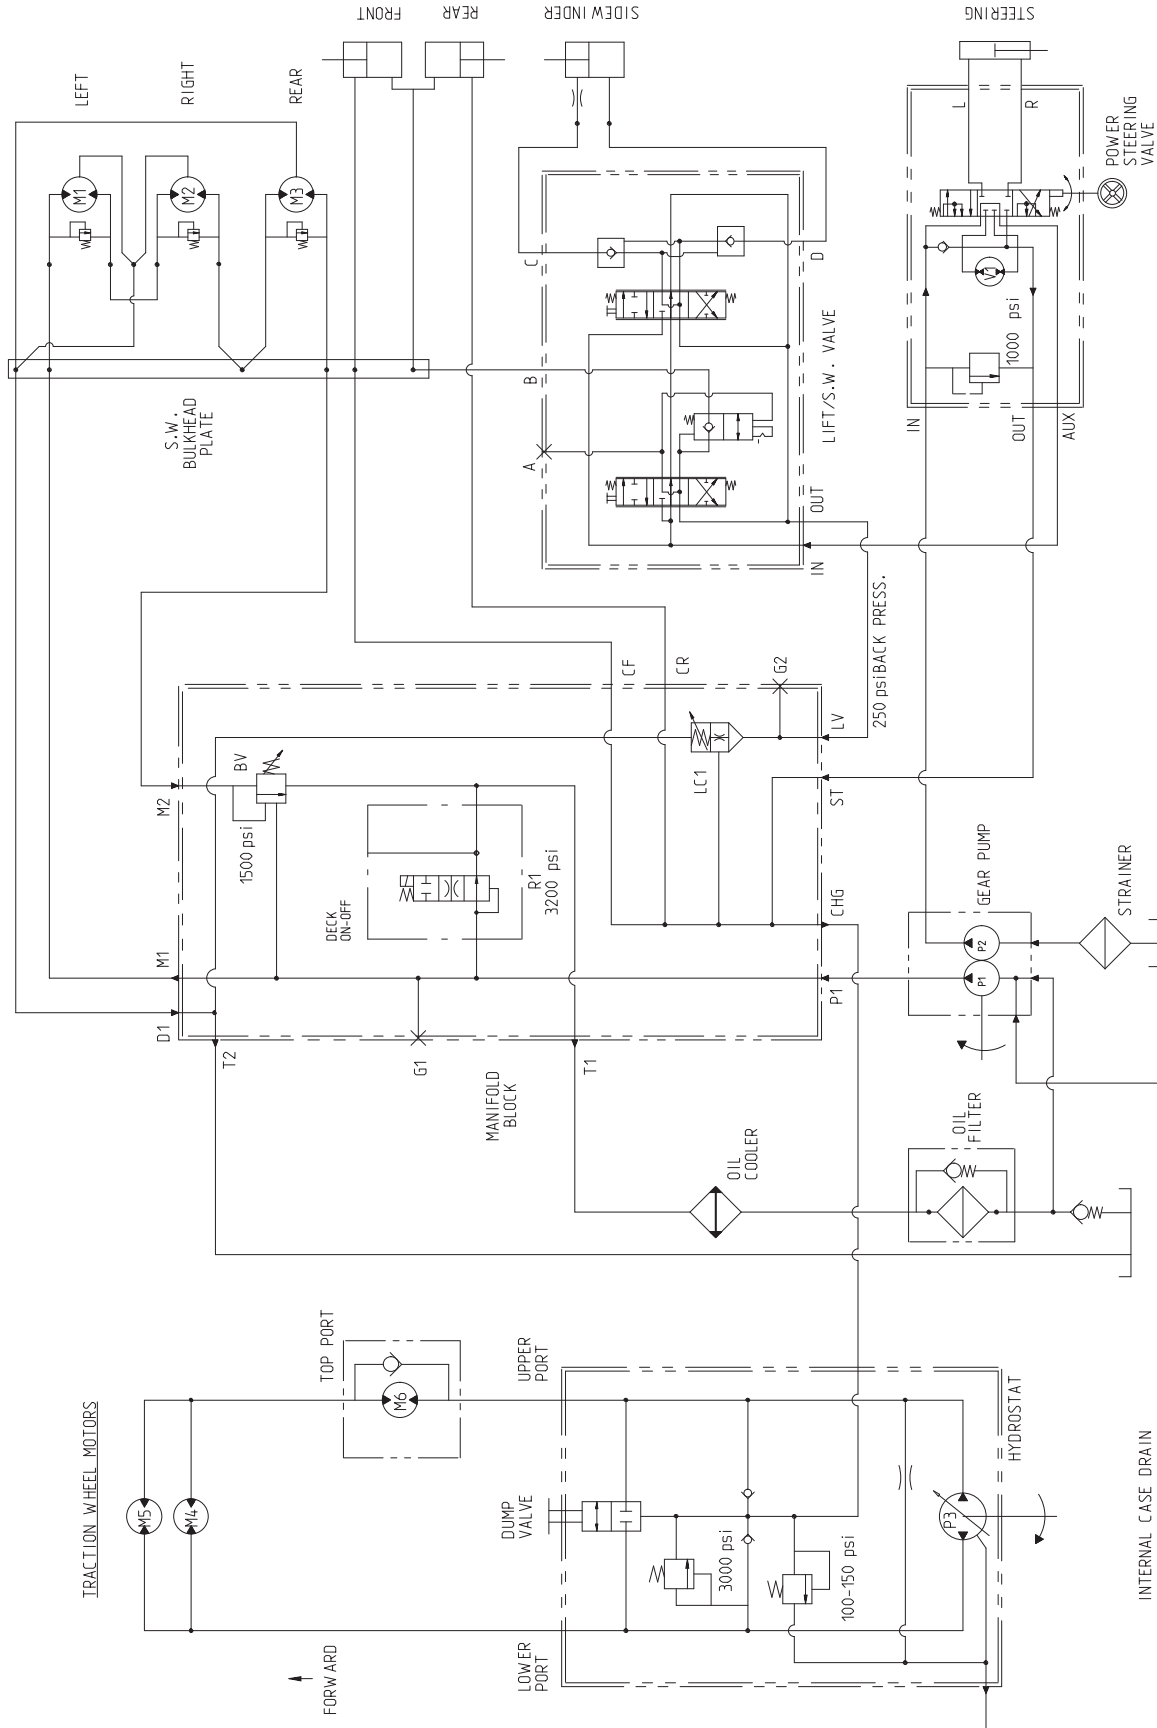 FRONT
REAR
SIDEWINDER
STEERING
LEFT
RIGHT
REAR
M1
M2
M3
S.W.
BULKHEAD
PLATE
L
R
POWER
STEERING
VALVE
V1
1000 psi
IN
OUT
AUX
C
D
B
A
LIFT/S.W. VALVE
OUT
IN
250 psi BACK PRESS.
CF
CR
G2
LV
LC1
ST
BV
M2
1500 psi
DECK
ON-OFF
R1
3200 psi
CHG
M1
P1
D1
T2
G1
T1
MANIFOLD
BLOCK
GEAR PUMP
P2
P1
STRAINER
OIL
COOLER
OIL
FILTER
TRACTION WHEEL MOTORS
M5
M4
TOP PORT
M6
UPPER
PORT
DUMP
VALVE
3000 psi
100-150 psi
P3
HYDROSTAT
LOWER
PORT
FORWARD
INTERNAL CASE DRAIN